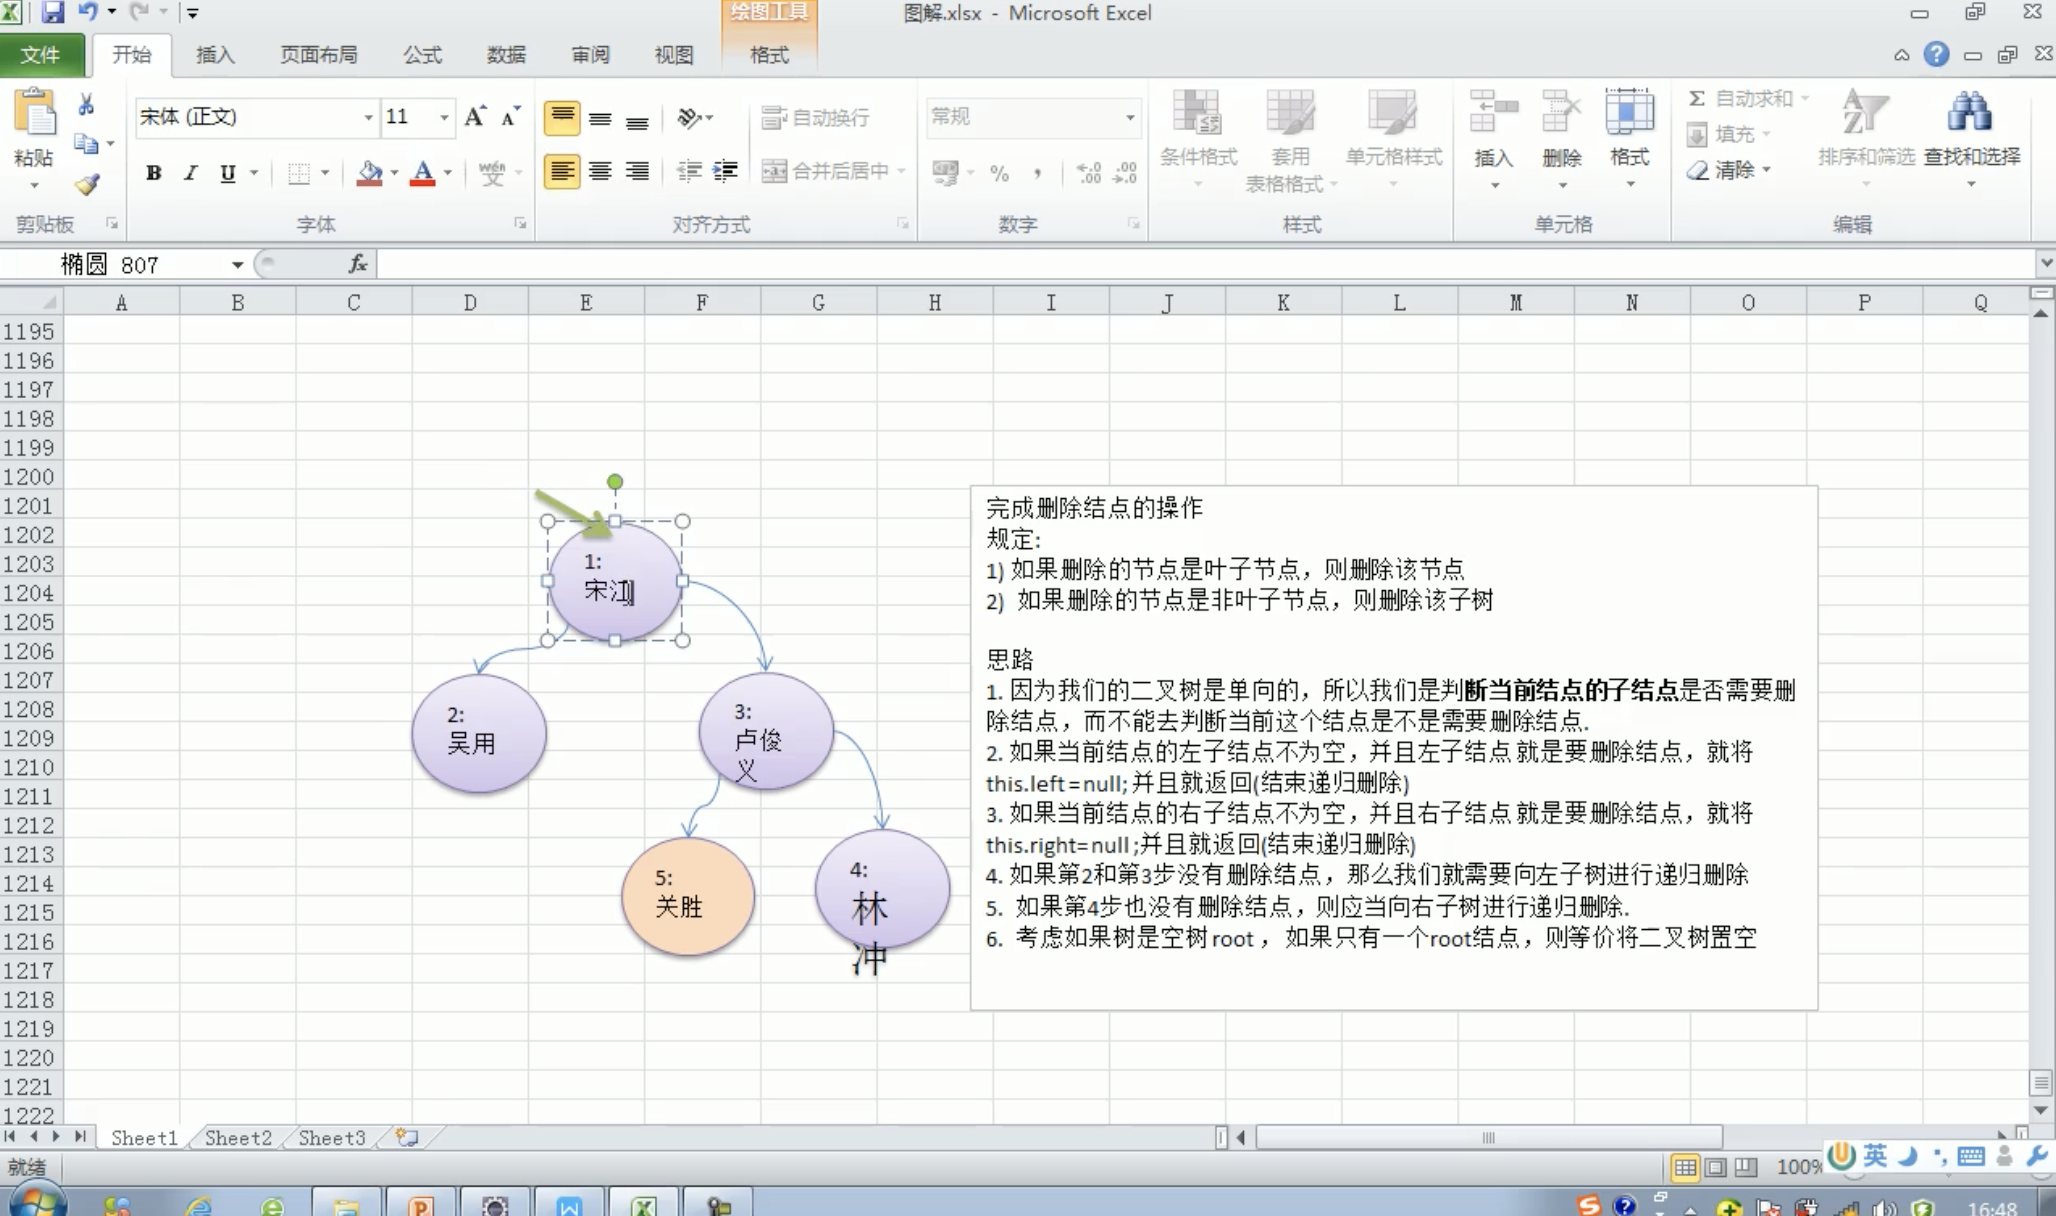 图解.xlsx - Microsoft Excel
绘图工具
文件 开始 插入 页面布局 公式 数据 审阅 视图 格式
宋体 (正文) 11
自动换行
常规
粘贴
B I U
wén 文
合并后居中
% ,
条件格式
套用
表格格式
单元格样式
插入
删除
格式
Σ 自动求和
填充
清除
排序和筛选
查找和选择
剪贴板 字体 对齐方式 数字 样式 单元格 编辑
椭圆 807
fx
A B C D E F G H I J K L M N O P Q
1195
1196
1197
1198
1199
1200
1201
1202
1203
1204
1205
1206
1207
1208
1209
1210
1211
1212
1213
1214
1215
1216
1217
1218
1219
1220
1221
1222
1:
宋江
2:
吴用
3:
卢俊
义
5:
关胜
4:
林
冲
完成删除结点的操作
规定:
1) 如果删除的节点是叶子节点，则删除该节点
2) 如果删除的节点是非叶子节点，则删除该子树
思路
1. 因为我们的二叉树是单向的，所以我们是判断当前结点的子结点是否需要删
除结点，而不能去判断当前这个结点是不是需要删除结点.
2. 如果当前结点的左子结点不为空，并且左子结点 就是要删除结点，就将
this.left = null; 并且就返回(结束递归删除)
3. 如果当前结点的右子结点不为空，并且右子结点 就是要删除结点，就将
this.right= null ;并且就返回(结束递归删除)
4. 如果第2和第3步没有删除结点，那么我们就需要向左子树进行递归删除
5. 如果第4步也没有删除结点，则应当向右子树进行递归删除.
6. 考虑如果树是空树 root ，如果只有一个root结点，则等价将二叉树置空
Sheet1 Sheet2 Sheet3
就绪
100%
英
16:48